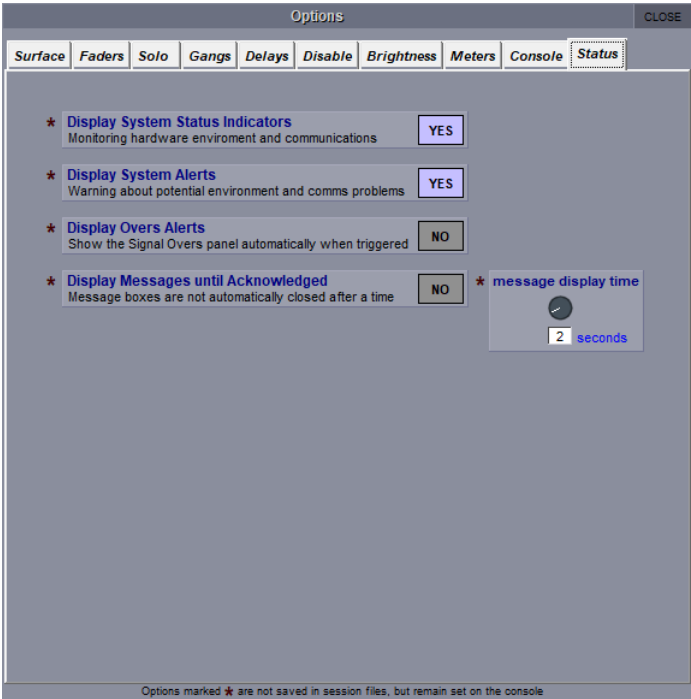 Options
CLOSE
Surface Faders Solo Gangs Delays Disable Brightness Meters Console Status
* Display System Status Indicators
Monitoring hardware enviroment and communications
YES
* Display System Alerts
Warning about potential environment and comms problems
YES
* Display Overs Alerts
Show the Signal Overs panel automatically when triggered
NO
* Display Messages until Acknowledged
Message boxes are not automatically closed after a time
NO
* message display time
2 seconds
Options marked * are not saved in session files, but remain set on the console